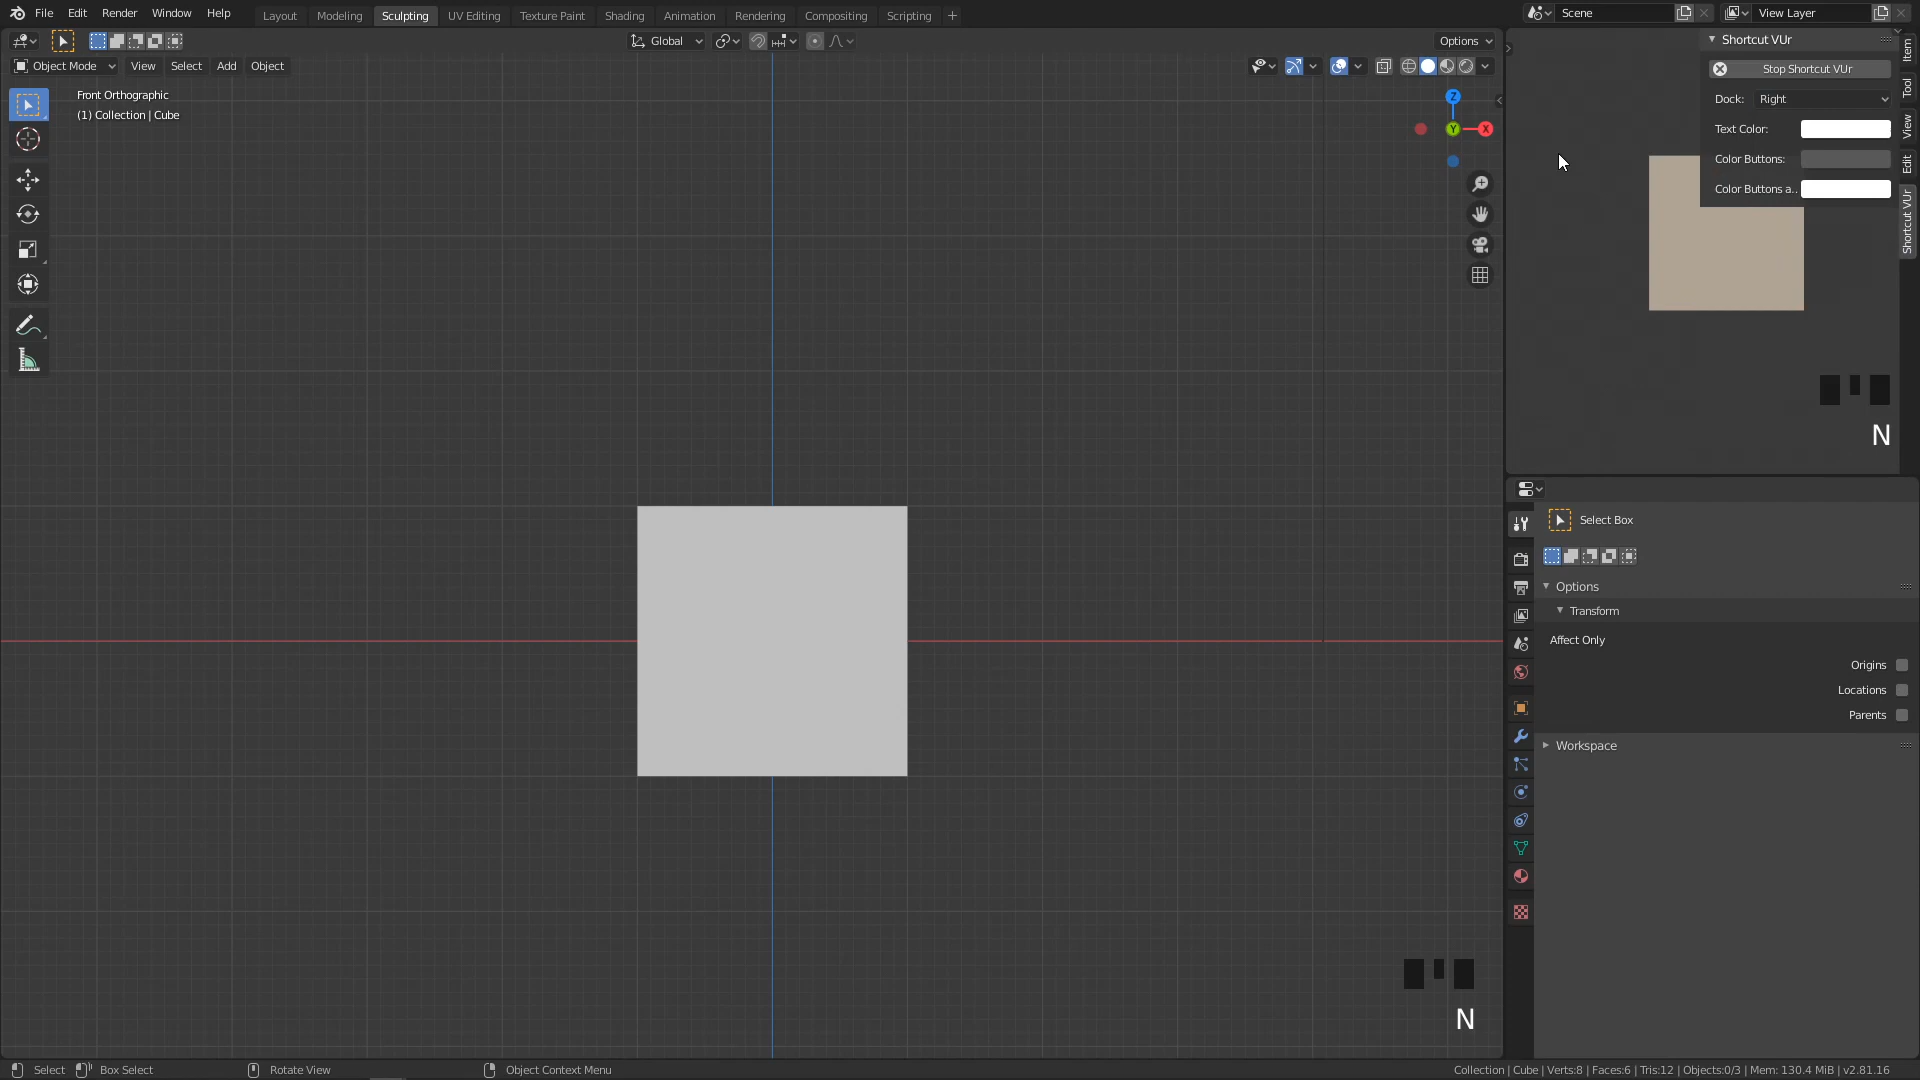 File Edit Render Window Help Layout Modeling Sculpting UV Editing Texture Paint Shading Animation Rendering Compositing Scripting + Scene View Layer
Global Options
Object Mode View Select Add Object
Front Orthographic
(1) Collection | Cube
Z
Y X
Shortcut VUr
Stop Shortcut VUr
Dock: Right
Text Color:
Color Buttons:
Color Buttons a..
Item
Tool
View
Edit
Shortcut VUr
N
Select Box
Options
Transform
Affect Only
Origins
Locations
Parents
Workspace
N
Select Box Select Rotate View Object Context Menu Collection | Cube | Verts:8 | Faces:6 | Tris:12 | Objects:0/3 | Mem: 130.4 MiB | v2.81.16